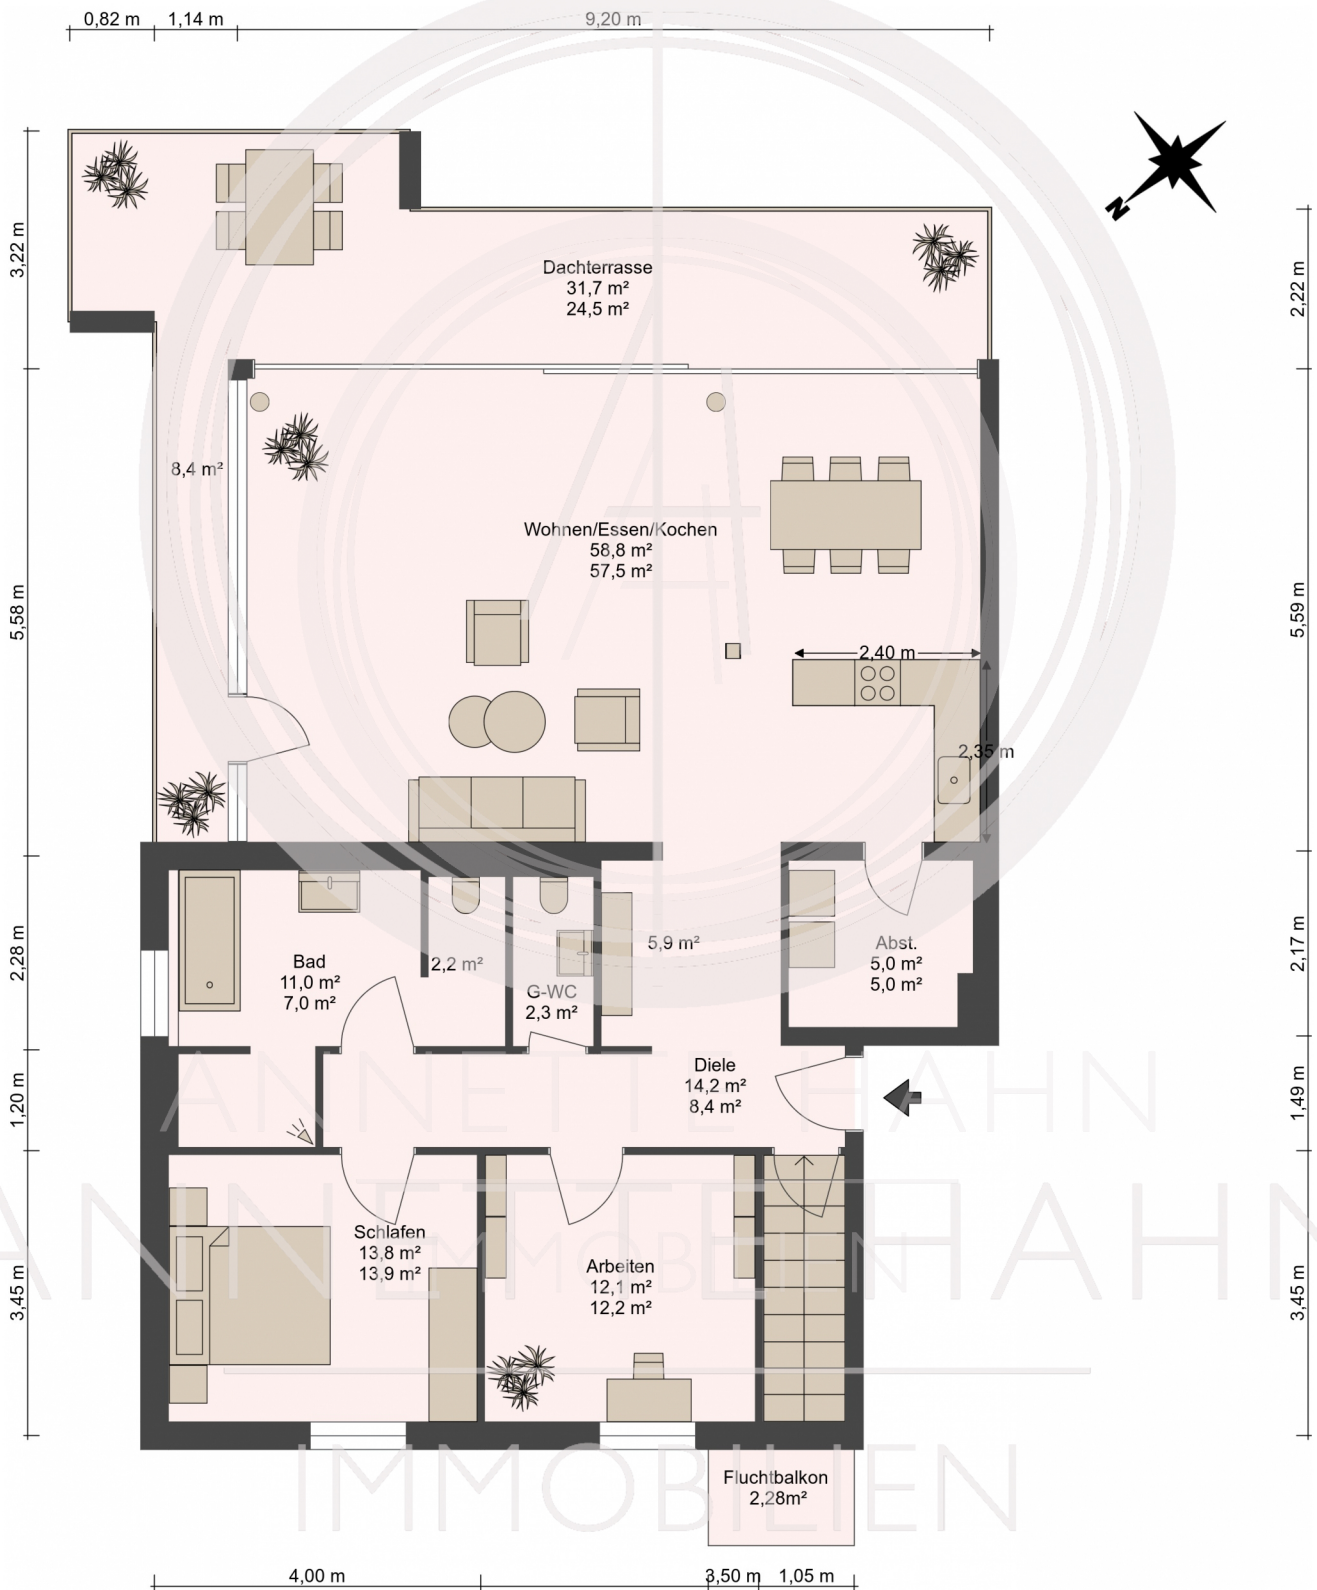 0,82 m
1,14 m
9,20 m
3,22 m
N
2,22 m
Dachterrasse
31,7 m²
24,5 m²
8,4 m²
Wohnen/Essen/Kochen
58,8 m²
57,5 m²
5,58 m
5,59 m
2,40 m
2,35 m
2,28 m
2,17 m
Bad
11,0 m²
7,0 m²
2,2 m²
G-WC
2,3 m²
5,9 m²
Abst.
5,0 m²
5,0 m²
Diele
14,2 m²
8,4 m²
1,20 m
1,49 m
ANNETTE HAHN
ANNETTE HAHN
IMMOBILIEN
Schlafen
13,8 m²
13,9 m²
Arbeiten
12,1 m²
12,2 m²
3,45 m
3,45 m
IMMOBILIEN
Fluchtbalkon
2,28m²
4,00 m
3,50 m
1,05 m